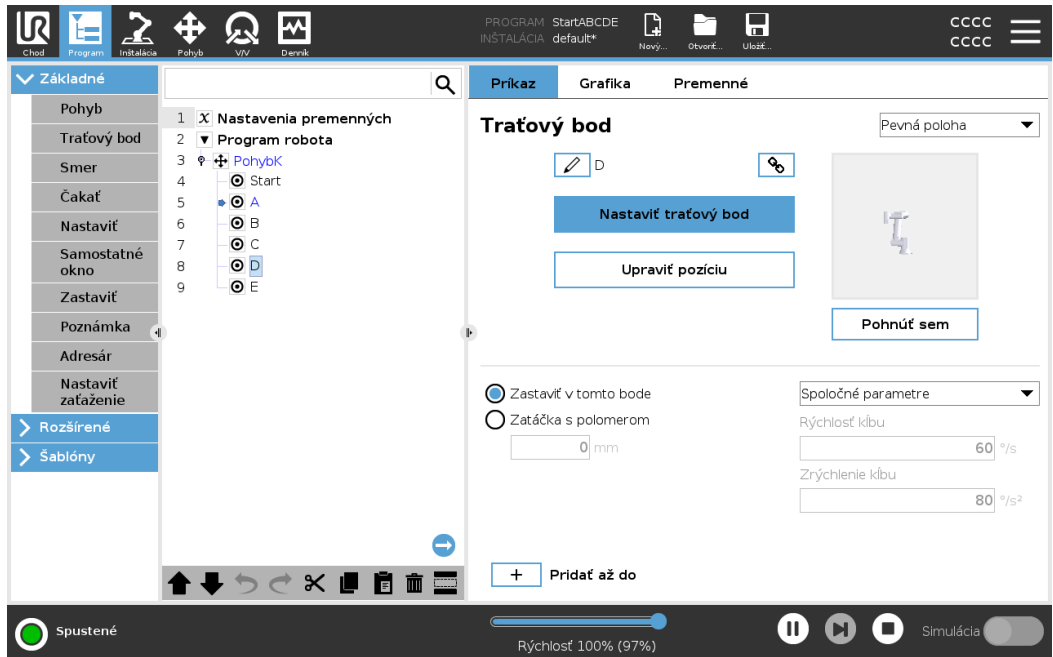 UR
Chod
Program
Inštalácia
Pohyb
V/V
Denník
PROGRAM StartABCDE
INŠTALÁCIA default*
Nový...
Otvoriť...
Uložiť...
cccc
cccc
Základné
Pohyb
Traťový bod
Smer
Čakať
Nastaviť
Samostatné
okno
Zastaviť
Poznámka
Adresár
Nastaviť
zaťaženie
Rozšírené
Šablóny
1 X Nastavenia premenných
2 Program robota
3 PohybK
4 Start
5 A
6 B
7 C
8 D
9 E
Príkaz Grafika Premenné
Traťový bod
Pevná poloha
D
Nastaviť traťový bod
Upraviť pozíciu
Pohnúť sem
Zastaviť v tomto bode
Zatáčka s polomerom
0 mm
Spoločné parametre
Rýchlosť kĺbu
60 °/s
Zrýchlenie kĺbu
80 °/s²
+ Pridať až do
Spustené
Rýchlosť 100% (97%)
Simulácia